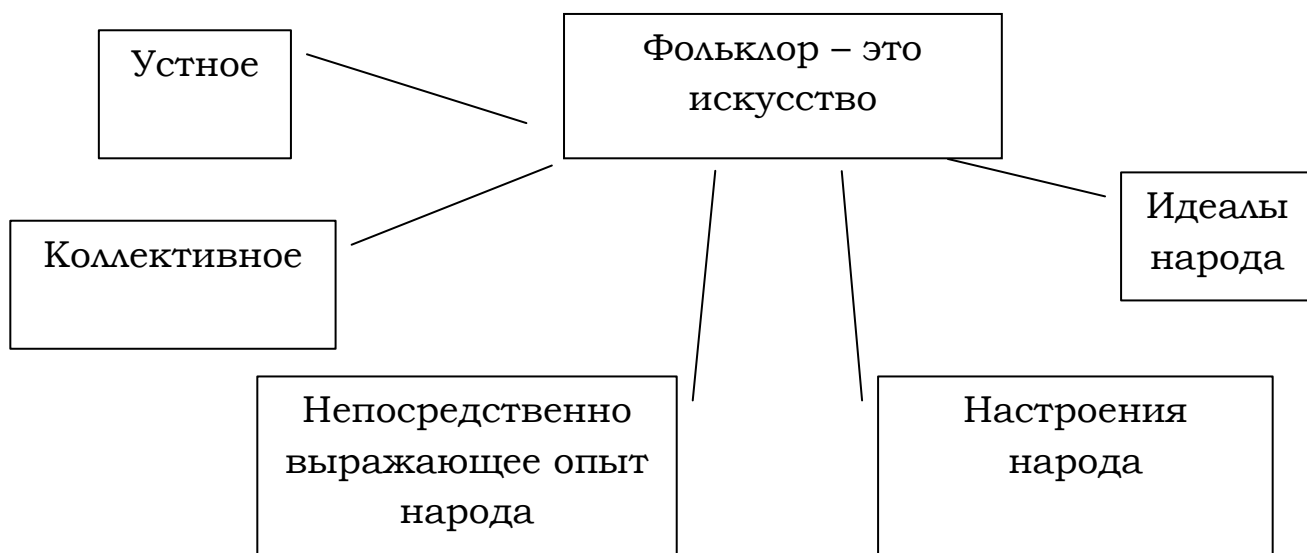 Устное
Фольклор – это
искусство
Коллективное
Идеалы
народа
Непосредственно
выражающее опыт
народа
Настроения
народа